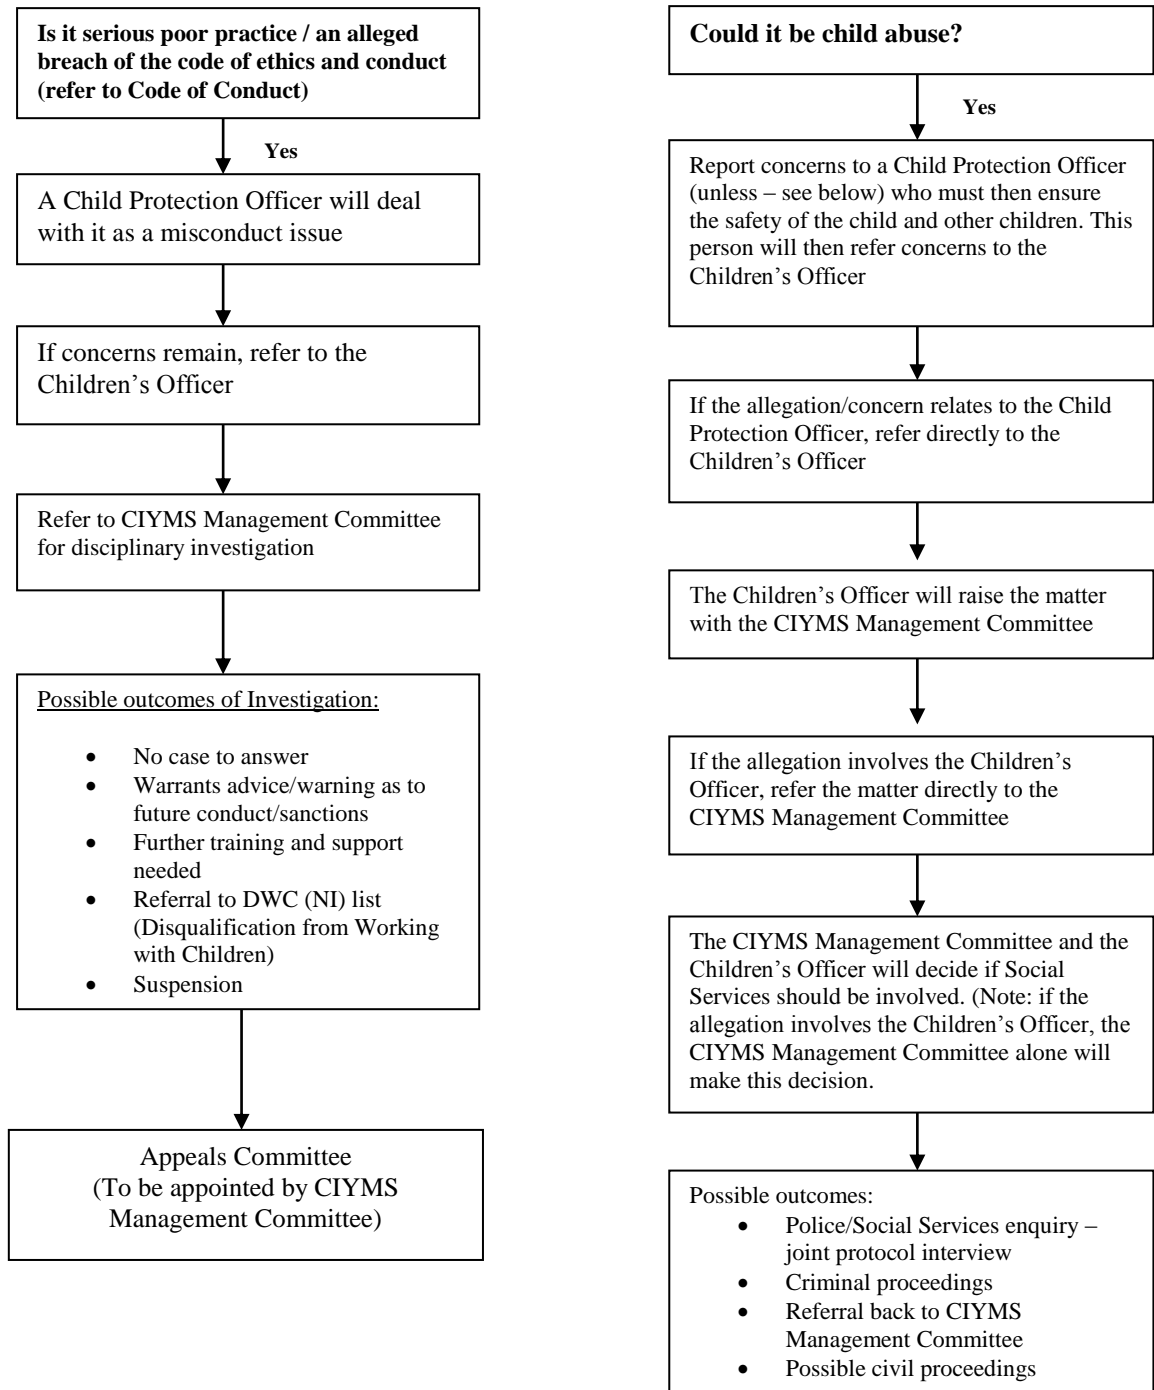 Is it serious poor practice / an alleged
breach of the code of ethics and conduct
(refer to Code of Conduct)
Yes
A Child Protection Officer will deal
with it as a misconduct issue
If concerns remain, refer to the
Children’s Officer
Refer to CIYMS Management Committee
for disciplinary investigation
Possible outcomes of Investigation:
• No case to answer
• Warrants advice/warning as to
future conduct/sanctions
• Further training and support
needed
• Referral to DWC (NI) list
(Disqualification from Working
with Children)
• Suspension
Appeals Committee
(To be appointed by CIYMS
Management Committee)
Could it be child abuse?
Yes
Report concerns to a Child Protection Officer
(unless – see below) who must then ensure
the safety of the child and other children. This
person will then refer concerns to the
Children’s Officer
If the allegation/concern relates to the Child
Protection Officer, refer directly to the
Children’s Officer
The Children’s Officer will raise the matter
with the CIYMS Management Committee
If the allegation involves the Children’s
Officer, refer the matter directly to the
CIYMS Management Committee
The CIYMS Management Committee and the
Children’s Officer will decide if Social
Services should be involved. (Note: if the
allegation involves the Children’s Officer, the
CIYMS Management Committee alone will
make this decision.
Possible outcomes:
• Police/Social Services enquiry –
joint protocol interview
• Criminal proceedings
• Referral back to CIYMS
Management Committee
• Possible civil proceedings